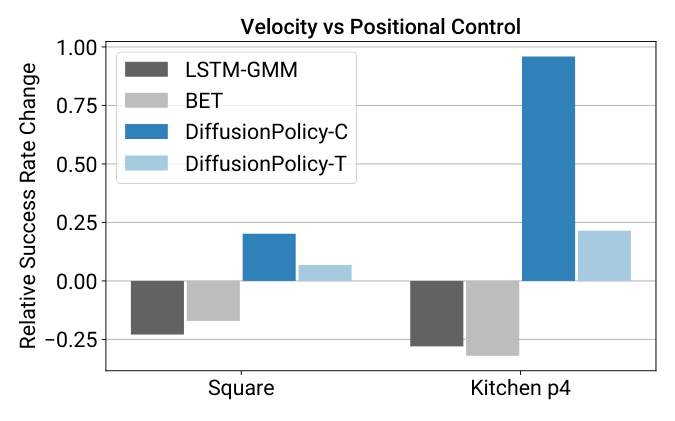 Velocity vs Positional Control
Relative Success Rate Change
1.00
0.75
0.50
0.25
0.00
−0.25
LSTM-GMM
BET
DiffusionPolicy-C
DiffusionPolicy-T
Square
Kitchen p4